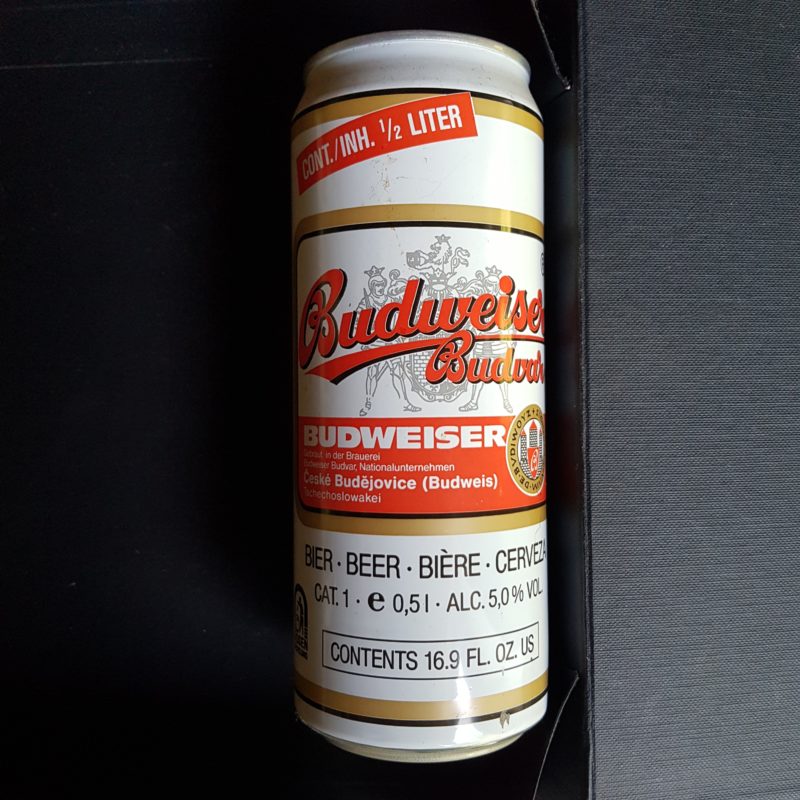 CONT./INH. ½ LITER
Budweiser
Budvar
BUDWEISER
Gebraut in der Brauerei
Budweiser Budvar, Nationalunternehmen
České Budějovice (Budweis)
Tschechoslowakei
BIER · BEER · BIÈRE · CERVEZA
CAT. 1 · e 0,5 l · ALC. 5,0 % VOL.
CONTENTS 16.9 FL. OZ. US